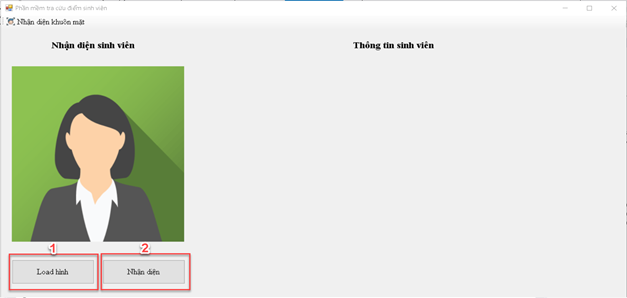 Phần mềm tra cứu điểm sinh viên
Nhận diện khuôn mặt
Nhận diện sinh viên
Thông tin sinh viên
1
2
Load hình
Nhân diện